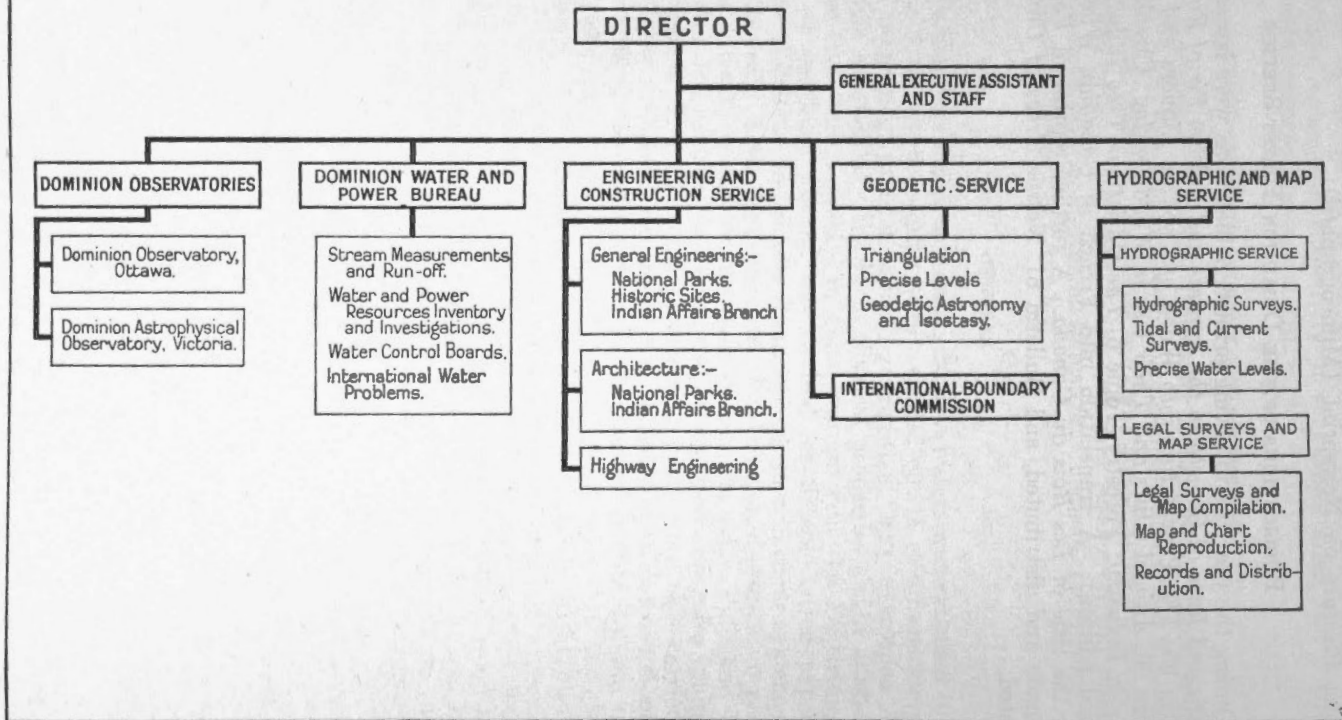 DIRECTOR
GENERAL EXECUTIVE ASSISTANT
AND STAFF
DOMINION OBSERVATORIES
Dominion Observatory,
Ottawa.
Dominion Astrophysical
Observatory, Victoria.
DOMINION WATER AND
POWER BUREAU
Stream Measurements
and Run-off.
Water and Power
Resources Inventory
and Investigations.
Water Control Boards.
International Water
Problems.
ENGINEERING AND
CONSTRUCTION SERVICE
General Engineering:-
National Parks.
Historic Sites.
Indian Affairs Branch
Architecture:-
National Parks.
Indian Affairs Branch.
Highway Engineering
GEODETIC.SERVICE
Triangulation
Precise Levels
Geodetic Astronomy
and Isostasy.
INTERNATIONAL BOUNDARY
COMMISSION
HYDROGRAPHIC AND MAP
SERVICE
HYDROGRAPHIC SERVICE
Hydrographic Surveys.
Tidal and Current
Surveys.
Precise Water Levels.
LEGAL SURVEYS AND
MAP SERVICE
Legal Surveys and
Map Compilation.
Map and Chart
Reproduction.
Records and Distrib-
ution.